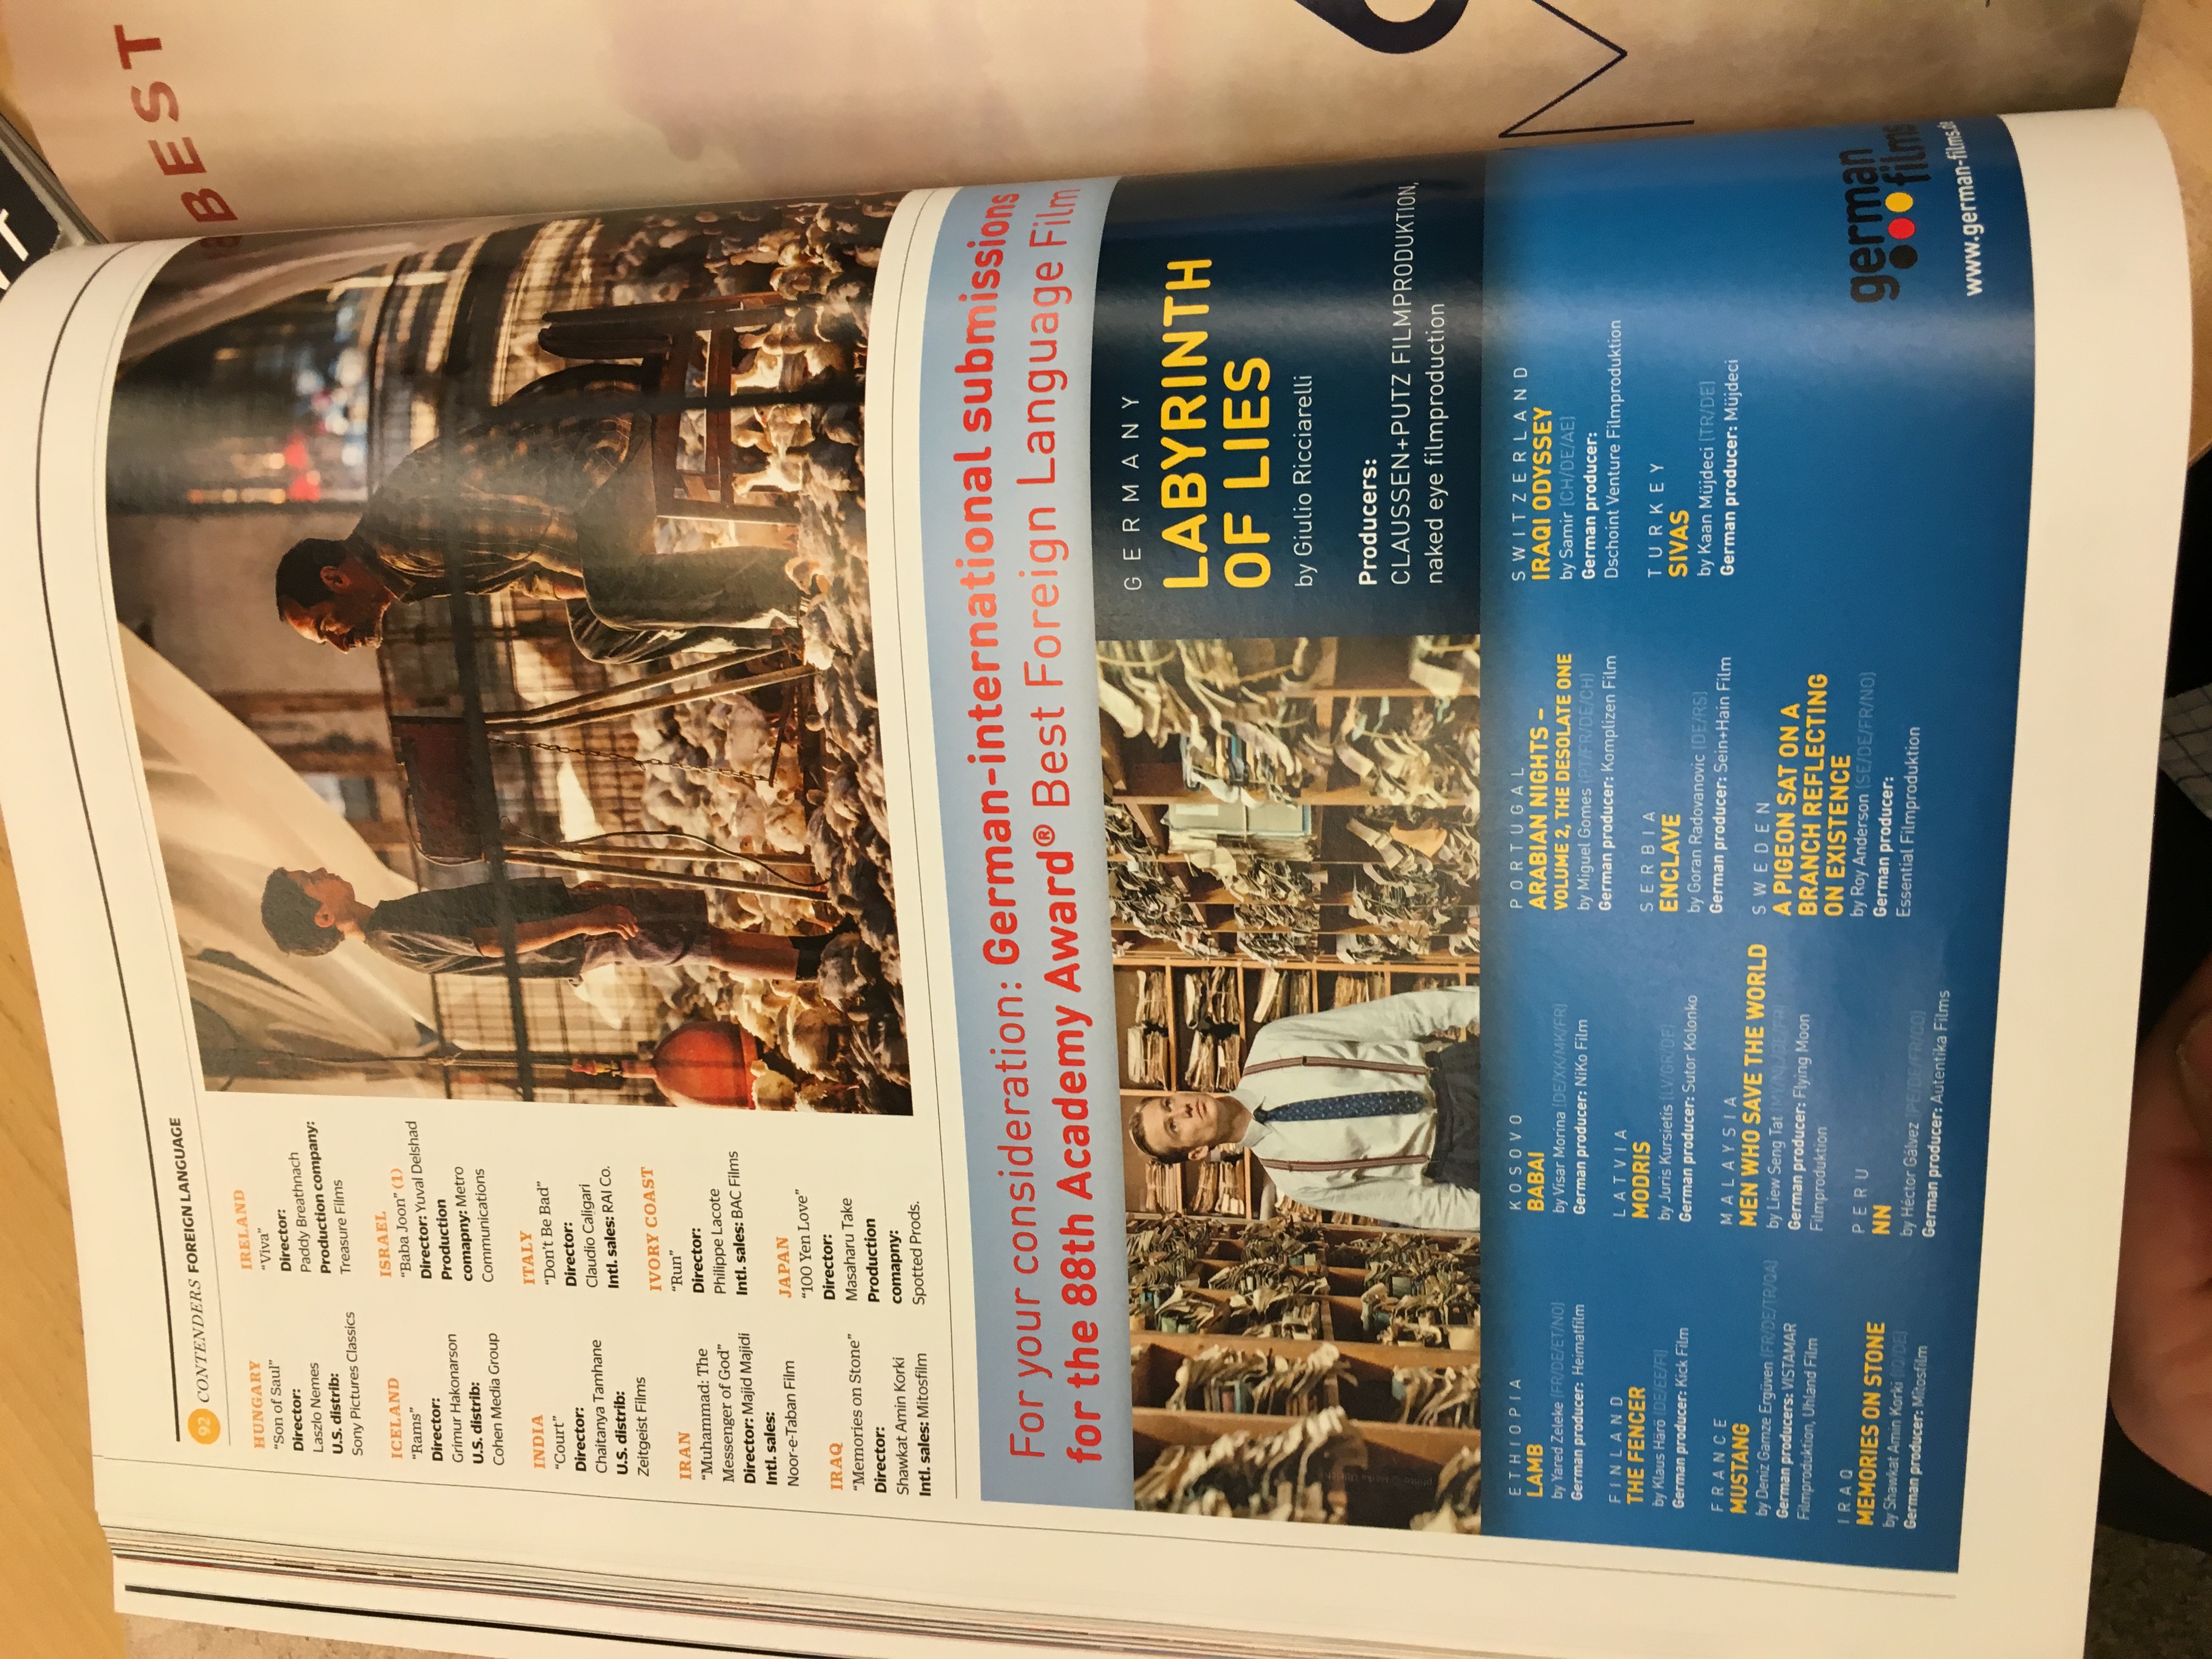 92 CONTENDERS FOREIGN LANGUAGE
HUNGARY
“Son of Saul”
Director:
Laszlo Nemes
U.S. distrib:
Sony Pictures Classics
ICELAND
“Rams”
Director:
Grimur Hakonarson
U.S. distrib:
Cohen Media Group
INDIA
“Court”
Director:
Chaitanya Tamhane
U.S. distrib:
Zeitgeist Films
IRAN
“Muhammad: The
Messenger of God”
Director: Majid Majidi
Intl. sales:
Noor-e-Taban Film
IRAQ
“Memories on Stone”
Director:
Shawkat Amin Korki
Intl. sales: Mitosfilm
IRELAND
“Viva”
Director:
Paddy Breathnach
Production company:
Treasure Films
ISRAEL
“Baba Joon” (1)
Director: Yuval Delshad
Production
comapny: Metro
Communications
ITALY
“Don't Be Bad”
Director:
Claudio Caligari
Intl. sales: RAI Co.
IVORY COAST
“Run”
Director:
Philippe Lacote
Intl. sales: BAC Films
JAPAN
“100 Yen Love”
Director:
Masaharu Take
Production
comapny:
Spotted Prods.
For your consideration: German-international submissions
for the 88th Academy Award® Best Foreign Language Film
GERMANY
LABYRINTH
OF LIES
by Giulio Ricciarelli
Producers:
CLAUSSEN+PUTZ FILMPRODUKTION,
naked eye filmproduction
ETHIOPIA
LAMB
by Yared Zeleke (FR/DE/ET/NO)
German producer: Heimatfilm
FINLAND
THE FENCER
by Klaus Härö (DE/EE/FI)
German producer: Kick Film
FRANCE
MUSTANG
by Deniz Gamze Ergüven (FR/DE/TR/QA)
German producers: VISTAMAR
Filmproduktion, Uhland Film
IRAQ
MEMORIES ON STONE
by Shawkat Amin Korki (IQ/DE)
German producer: Mitosfilm
KOSOVO
BABAI
by Visar Morina (DE/XK/MK/FR)
German producer: NiKo Film
LATVIA
MODRIS
by Juris Kursietis (LV/GR/DE)
German producer: Sutor Kolonko
MALAYSIA
MEN WHO SAVE THE WORLD
by Liew Seng Tat (MY/NL/DE/FR)
German producer: Flying Moon
Filmproduktion
PERU
NN
by Héctor Gálvez (PE/DE/FR/CO)
German producer: Autentika Films
PORTUGAL
ARABIAN NIGHTS –
VOLUME 2, THE DESOLATE ONE
by Miguel Gomes (PT/FR/DE/CH)
German producer: Komplizen Film
SERBIA
ENCLAVE
by Goran Radovanovic (DE/RS)
German producer: Sein+Hain Film
SWEDEN
A PIGEON SAT ON A
BRANCH REFLECTING
ON EXISTENCE
by Roy Anderson (SE/DE/FR/NO)
German producer:
Essential Filmproduktion
SWITZERLAND
IRAQI ODYSSEY
by Samir (CH/DE/AE)
German producer:
Dschoint Venture Filmproduktion
TURKEY
SIVAS
by Kaan Müjdeci (TR/DE)
German producer: Müjdeci
german
films
www.german-films.de
BEST